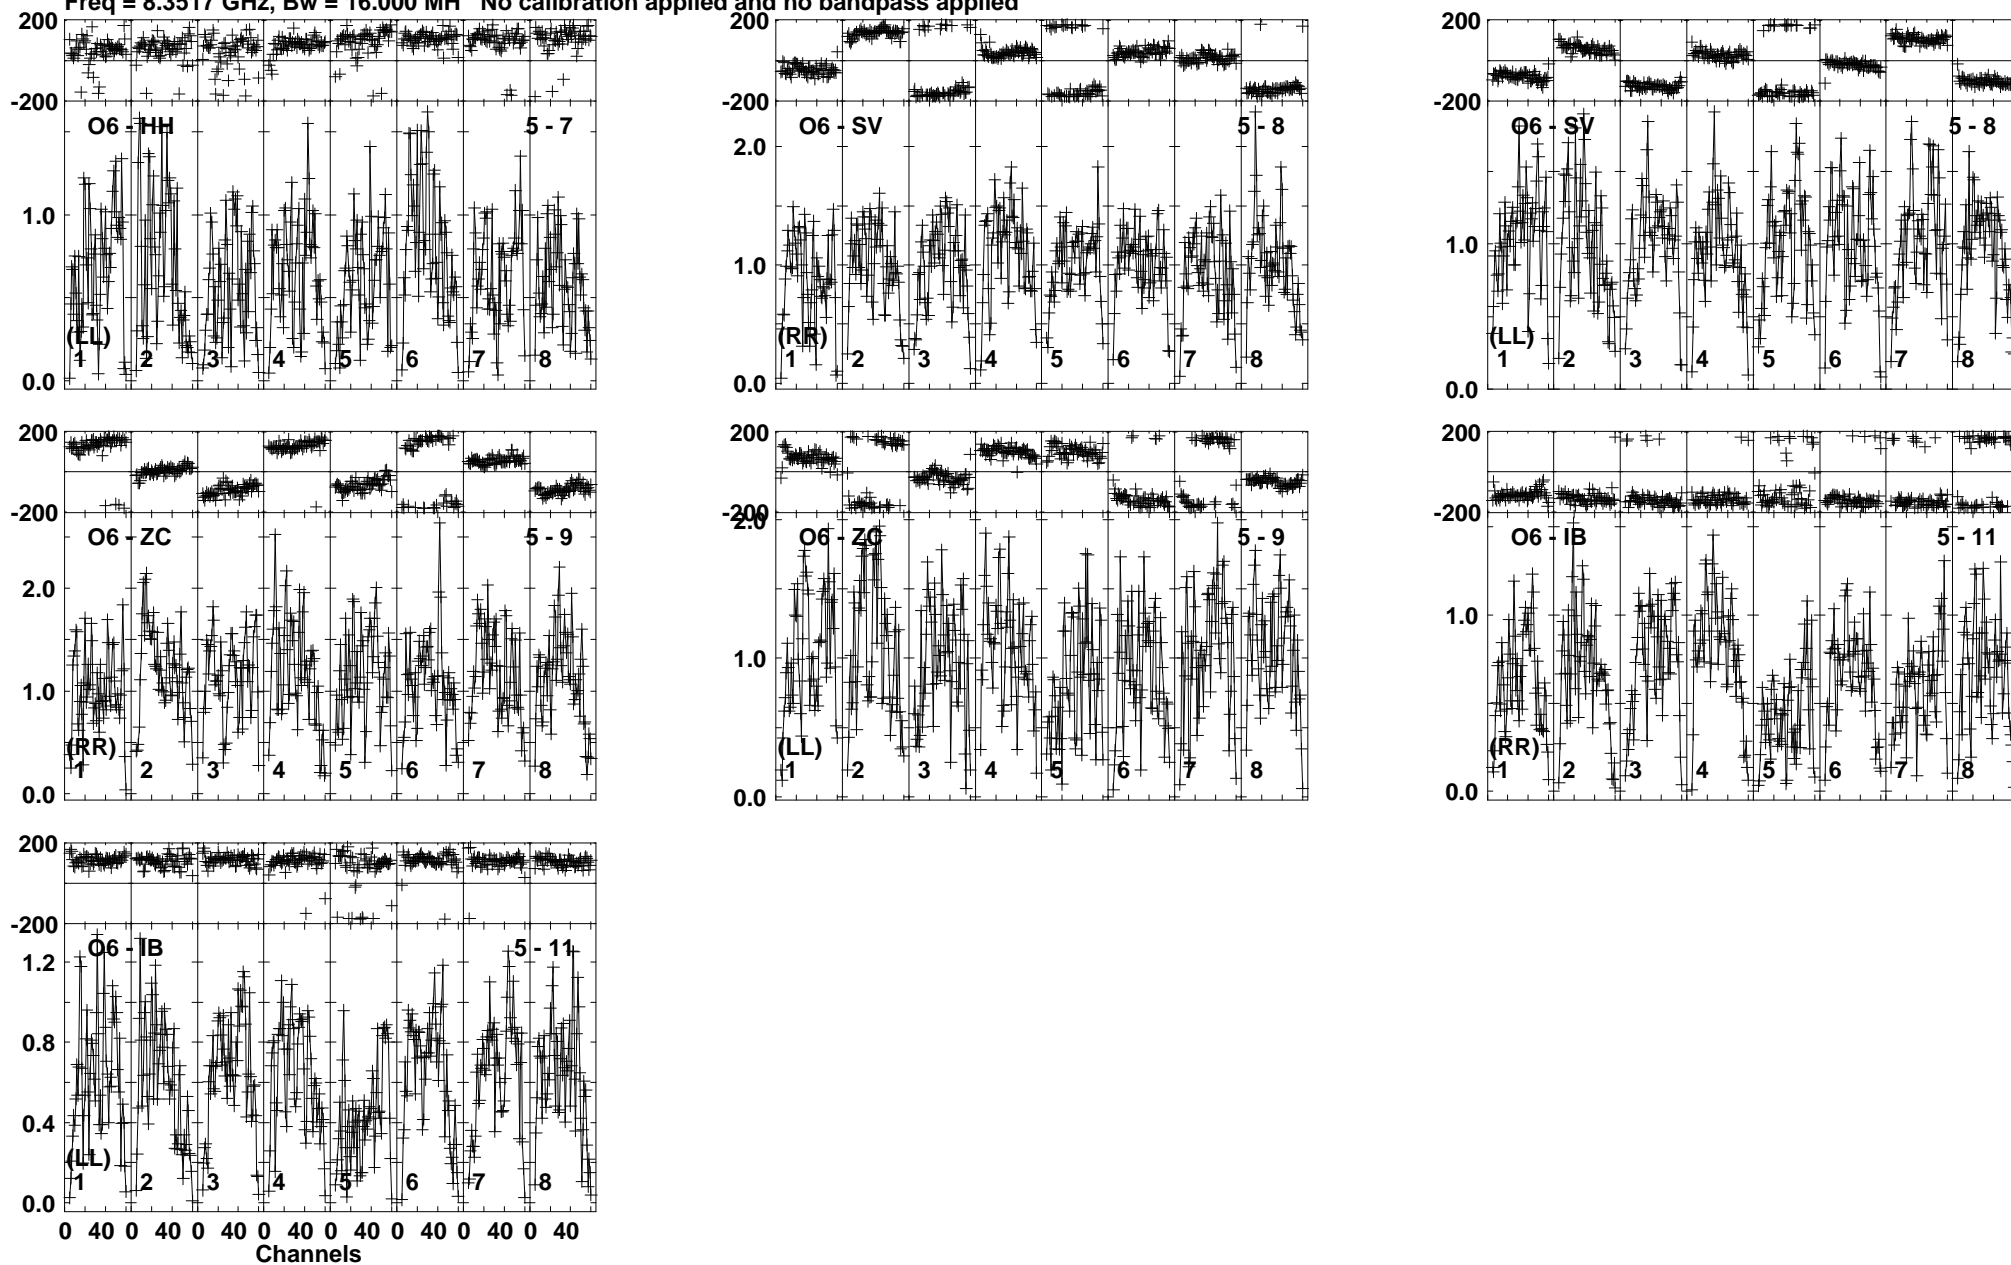 Freq = 8.3517 GHz, Bw = 16.000 MH No calibration applied and no bandpass applied
200
-200
O6 - HH 5 - 7
1.0
(LL)
1 2 3 4 5 6 7 8
0.0
200
-200
O6 - SV 5 - 8
2.0
1.0
(RR)
1 2 3 4 5 6 7 8
0.0
200
-200
O6 - SV 5 - 8
1.0
(LL)
1 2 3 4 5 6 7 8
0.0
200
-200
O6 - ZC 5 - 9
2.0
1.0
(RR)
1 2 3 4 5 6 7 8
0.0
200
-200
2.0
O6 - ZC 5 - 9
1.0
(LL)
1 2 3 4 5 6 7 8
0.0
200
-200
O6 - IB 5 - 11
1.0
(RR)
1 2 3 4 5 6 7 8
0.0
200
-200
O6 - IB 5 - 11
1.2
0.8
0.4
(LL)
1 2 3 4 5 6 7 8
0.0
0 40 0 40 0 40 0 40 0 40 0 40 0 40 0 40
Channels